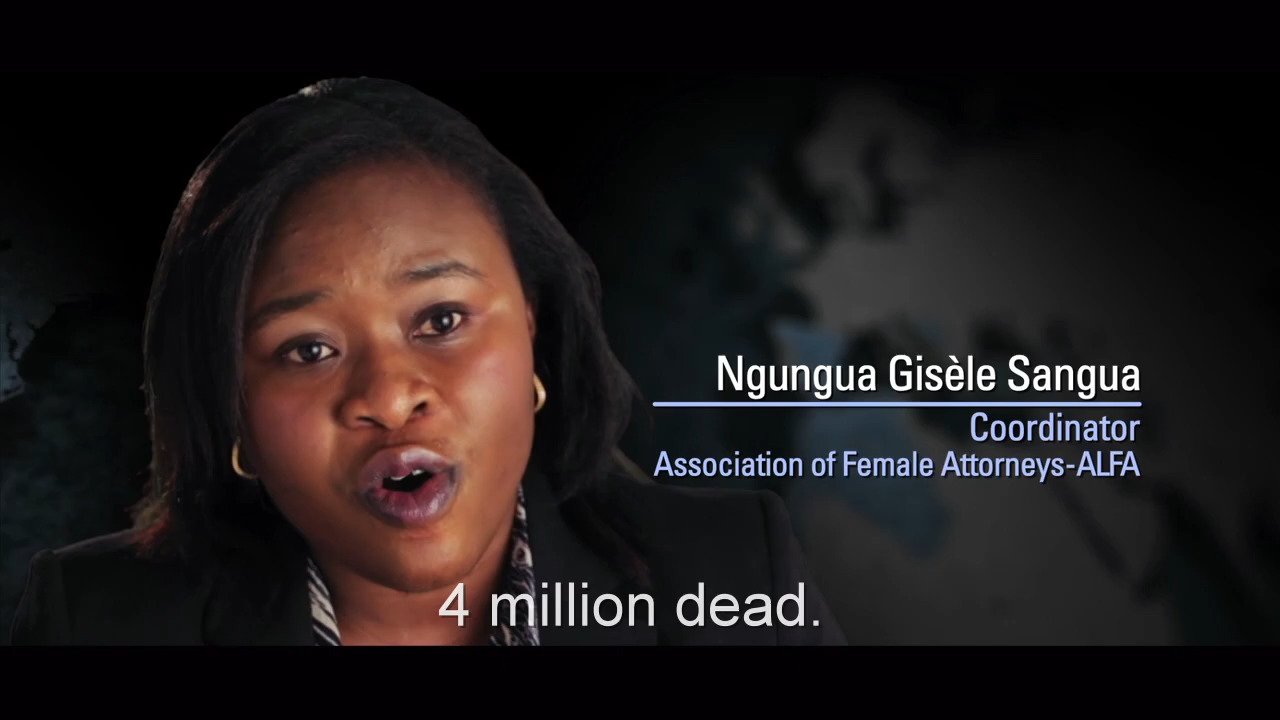 Ngungua Gisèle Sangua
Coordinator
Association of Female Attorneys-ALFA
4 million dead.